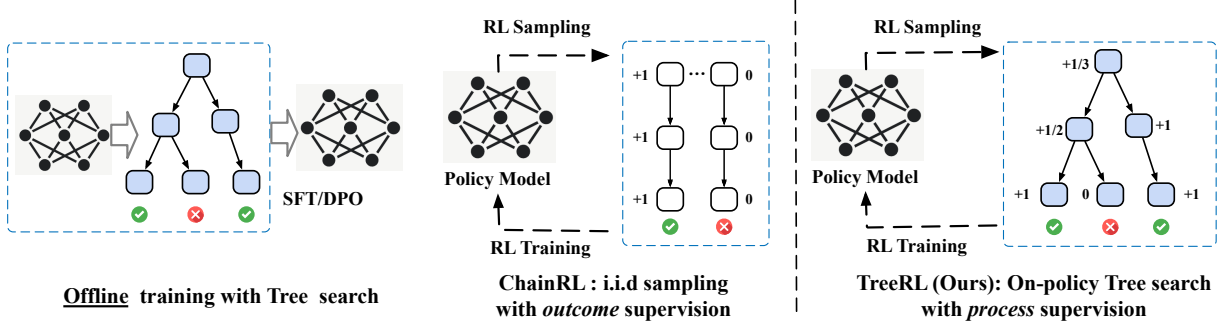 SFT/DPO
Offline training with Tree search
RL Sampling
+1 ... 0
Policy Model
+1 0
+1 0
RL Training
ChainRL : i.i.d sampling
with outcome supervision
RL Sampling
+1/3
Policy Model
+1/2 +1
+1 0 +1
RL Training
TreeRL (Ours): On-policy Tree search
with process supervision